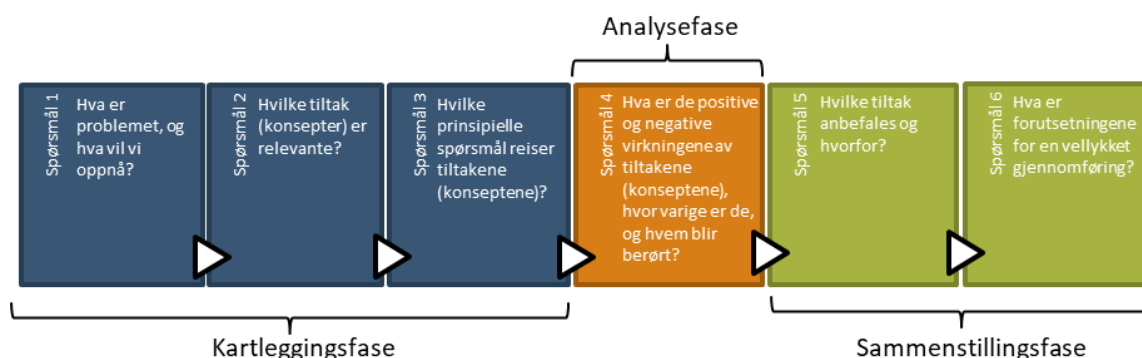 Analysefase
Spørsmål 1
Hva er
problemet, og
hva vil vi
oppnå?
Spørsmål 2
Hvilke tiltak
(konsepter) er
relevante?
Spørsmål 3
Hvilke
prinsipielle
spørsmål reiser
tiltakene
(konseptene)?
Spørsmål 4
Hva er de positive
og negative
virkningene av
tiltakene
(konseptene),
hvor varige er de,
og hvem blir
berørt?
Spørsmål 5
Hvilke tiltak
anbefales og
hvorfor?
Spørsmål 6
Hva er
forutsetningene
for en vellykket
gjennomføring?
Kartleggingsfase
Sammenstillingsfase